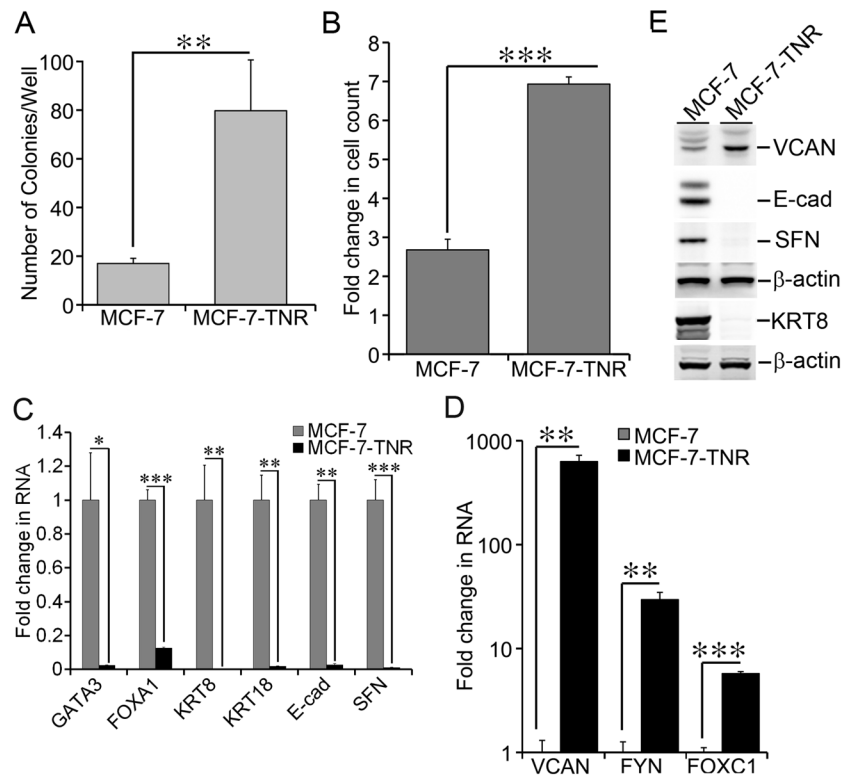 A
Number of Colonies/Well
100
80
60
40
20
0
**
MCF-7 MCF-7-TNR
B
Fold change in cell count
8
7
6
5
4
3
2
1
0
***
MCF-7 MCF-7-TNR
E
MCF-7
MCF-7-TNR
VCAN
E-cad
SFN
β-actin
KRT8
β-actin
C
Fold change in RNA
1.4
1.2
1
0.8
0.6
0.4
0.2
0
MCF-7
MCF-7-TNR
* *** ** ** ** ***
GATA3 FOXA1 KRT8 KRT18 E-cad SFN
D
Fold change in RNA
1000
100
10
1
MCF-7
MCF-7-TNR
**
**
***
VCAN FYN FOXC1